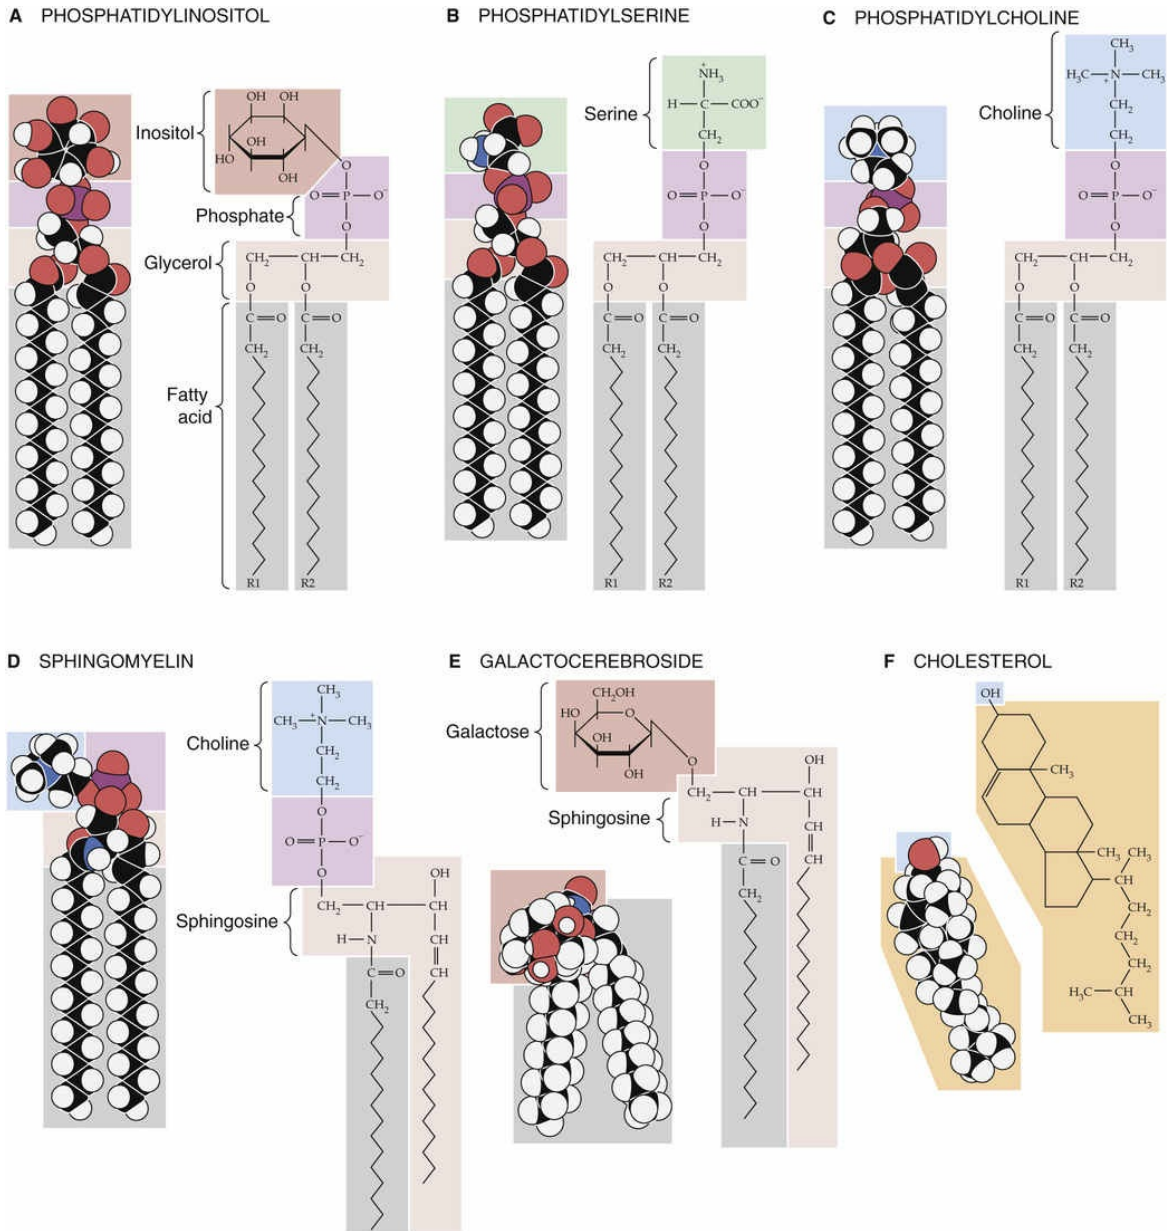 A PHOSPHATIDYLINOSITOL
Inositol
OH OH
OH
HO
OH
OH
O
O=P—O⁻
O
Phosphate
Glycerol
CH₂—CH—CH₂
O O
C=O C=O
CH₂ CH₂
Fatty
acid
R1 R2
B PHOSPHATIDYLSERINE
Serine
+
NH₃
H—C—COO⁻
CH₂
O
O=P—O⁻
O
CH₂—CH—CH₂
O O
C=O C=O
CH₂ CH₂
R1 R2
C PHOSPHATIDYLCHOLINE
Choline
CH₃
H₃C—N—CH₃
+
CH₂
CH₂
O
O=P—O⁻
O
CH₂—CH—CH₂
O O
C=O C=O
CH₂ CH₂
R1 R2
D SPHINGOMYELIN
Choline
CH₃
+
CH₃—N—CH₃
CH₂
CH₂
O
O=P—O⁻
O
Sphingosine
OH
CH₂—CH—CH
H—N CH
C=O CH
CH₂
E GALACTOCEREBROSIDE
Galactose
CH₂OH
HO O
OH
OH
O
Sphingosine
OH
CH₂—CH—CH
H—N CH
C=O CH
CH₂
F CHOLESTEROL
OH
CH₃
CH₃ CH₃
CH
CH₂
CH₂
CH₂
H₃C—CH
CH₃